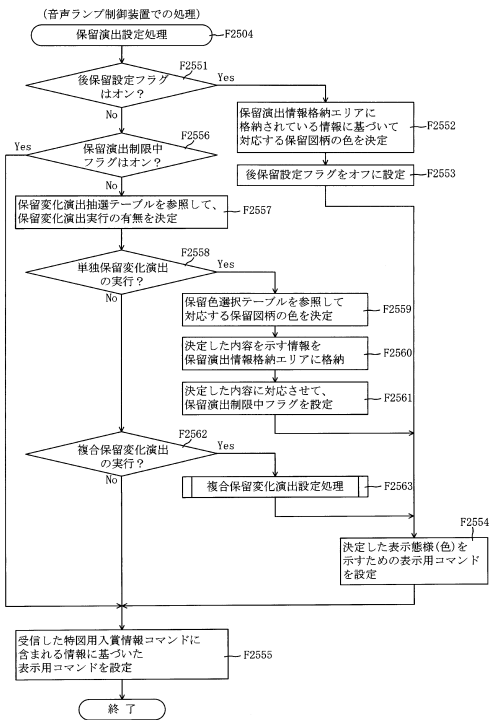 (音声ランプ制御装置での処理)
保留演出設定処理
F2504
F2551
後保留設定フラグ
はオン？
Yes
No
保留演出情報格納エリアに
格納されている情報に基づいて
対応する保留図柄の色を決定
F2552
F2556
Yes
保留演出制限中
フラグはオン？
No
後保留設定フラグをオフに設定
F2553
保留変化演出抽選テーブルを参照して、
保留変化演出実行の有無を決定
F2557
F2558
単独保留変化演出
の実行？
Yes
No
保留色選択テーブルを参照して
対応する保留図柄の色を決定
F2559
決定した内容を示す情報を
保留演出情報格納エリアに格納
F2560
決定した内容に対応させて、
保留演出制限中フラグを設定
F2561
F2562
複合保留変化演出
の実行？
Yes
No
複合保留変化演出設定処理
F2563
F2554
決定した表示態様(色)を
示すための表示用コマンド
を設定
受信した特図用入賞情報コマンドに
含まれる情報に基づいた
表示用コマンドを設定
F2555
終 了